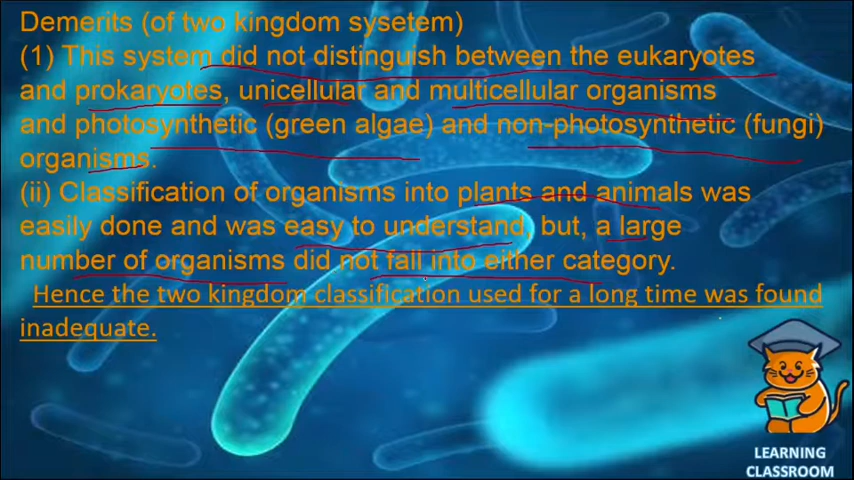 Demerits (of two kingdom sysetem)
(1) This system did not distinguish between the eukaryotes
and prokaryotes, unicellular and multicellular organisms
and photosynthetic (green algae) and non-photosynthetic (fungi)
organisms.
(ii) Classification of organisms into plants and animals was
easily done and was easy to understand, but, a large
number of organisms did not fall into either category.
Hence the two kingdom classification used for a long time was found
inadequate.
LEARNING
CLASSROOM